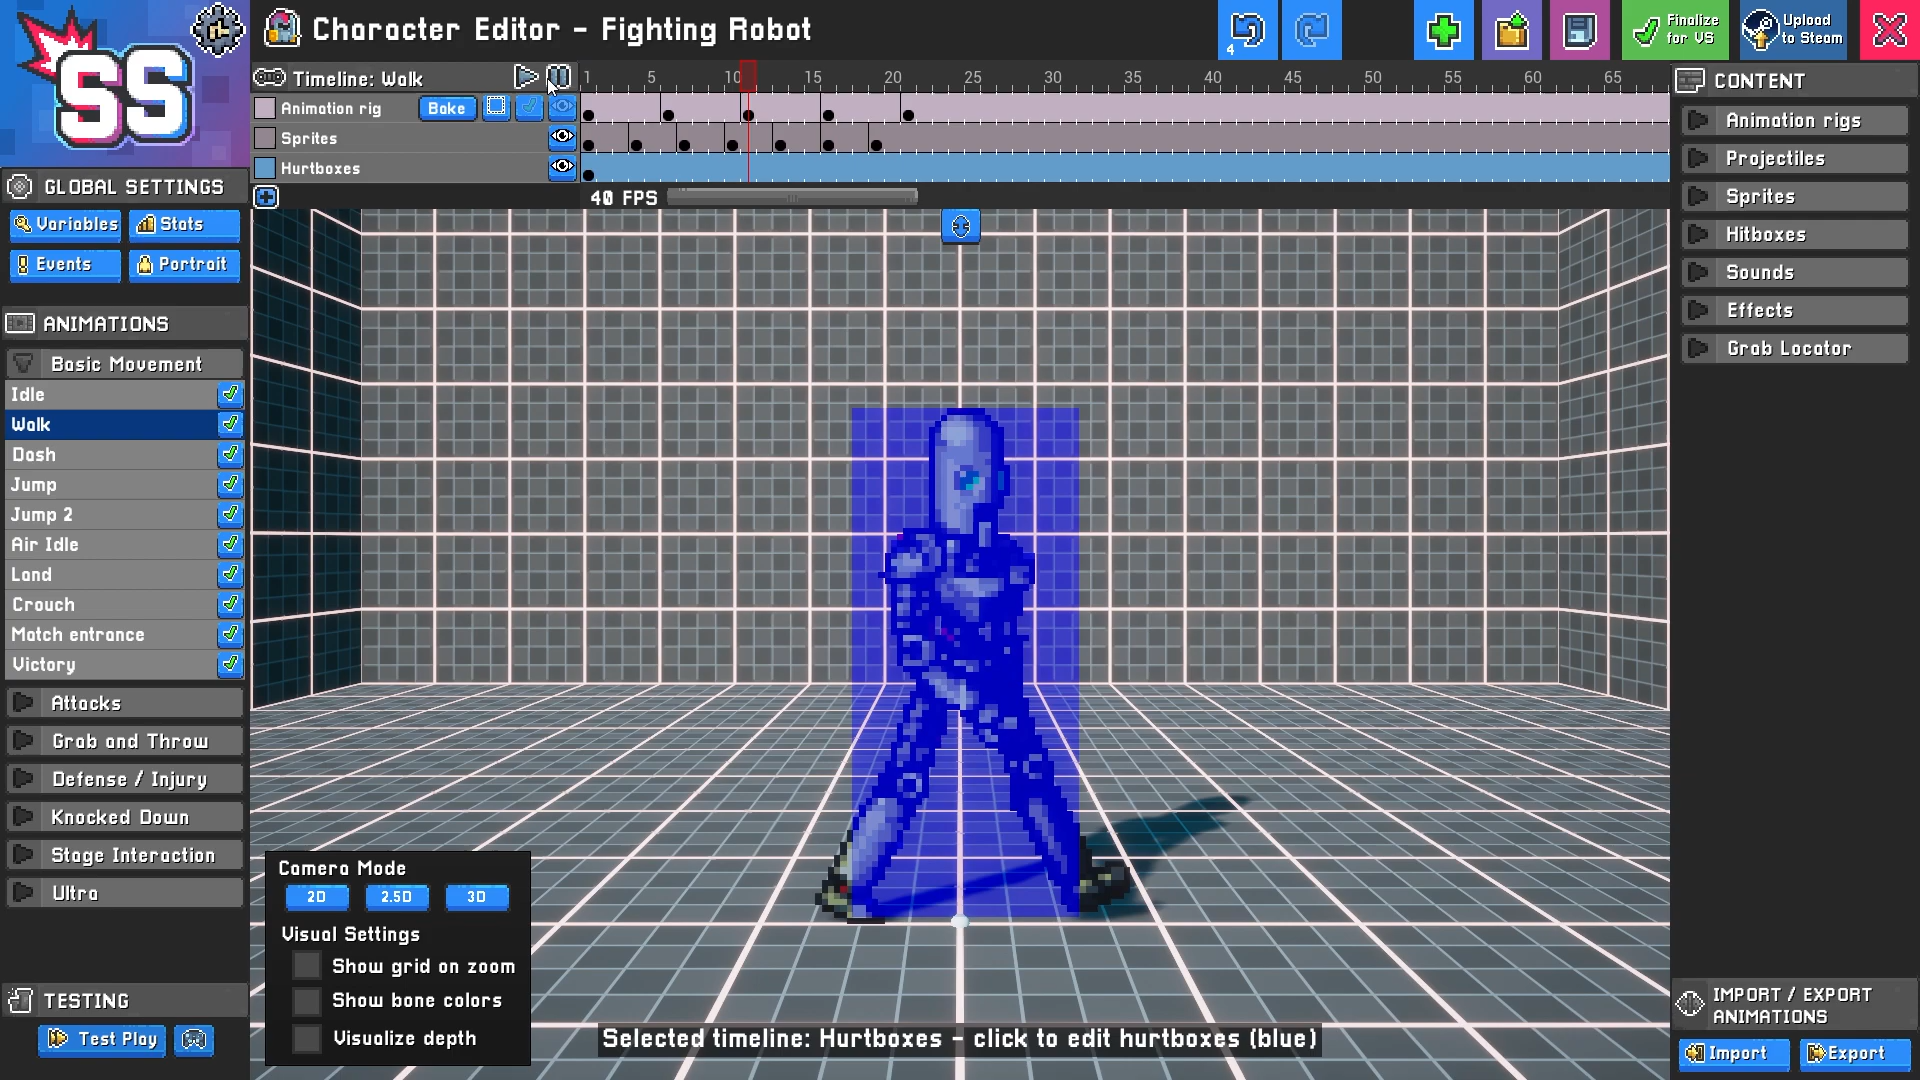 SS
Character Editor - Fighting Robot
4
Finalize
for VS
Upload
to Steam
Timeline: Walk
1 5 10 15 20 25 30 35 40 45 50 55 60 65
Animation rig
Bake
Sprites
Hurtboxes
40 FPS
GLOBAL SETTINGS
Variables
Stats
Events
Portrait
ANIMATIONS
Basic Movement
Idle
Walk
Dash
Jump
Jump 2
Air Idle
Land
Crouch
Match entrance
Victory
Attacks
Grab and Throw
Defense / Injury
Knocked Down
Stage Interaction
Ultra
TESTING
Test Play
Camera Mode
2D
2.5D
3D
Visual Settings
Show grid on zoom
Show bone colors
Visualize depth
Selected timeline: Hurtboxes - click to edit hurtboxes (blue)
CONTENT
Animation rigs
Projectiles
Sprites
Hitboxes
Sounds
Effects
Grab Locator
IMPORT / EXPORT
ANIMATIONS
Import
Export